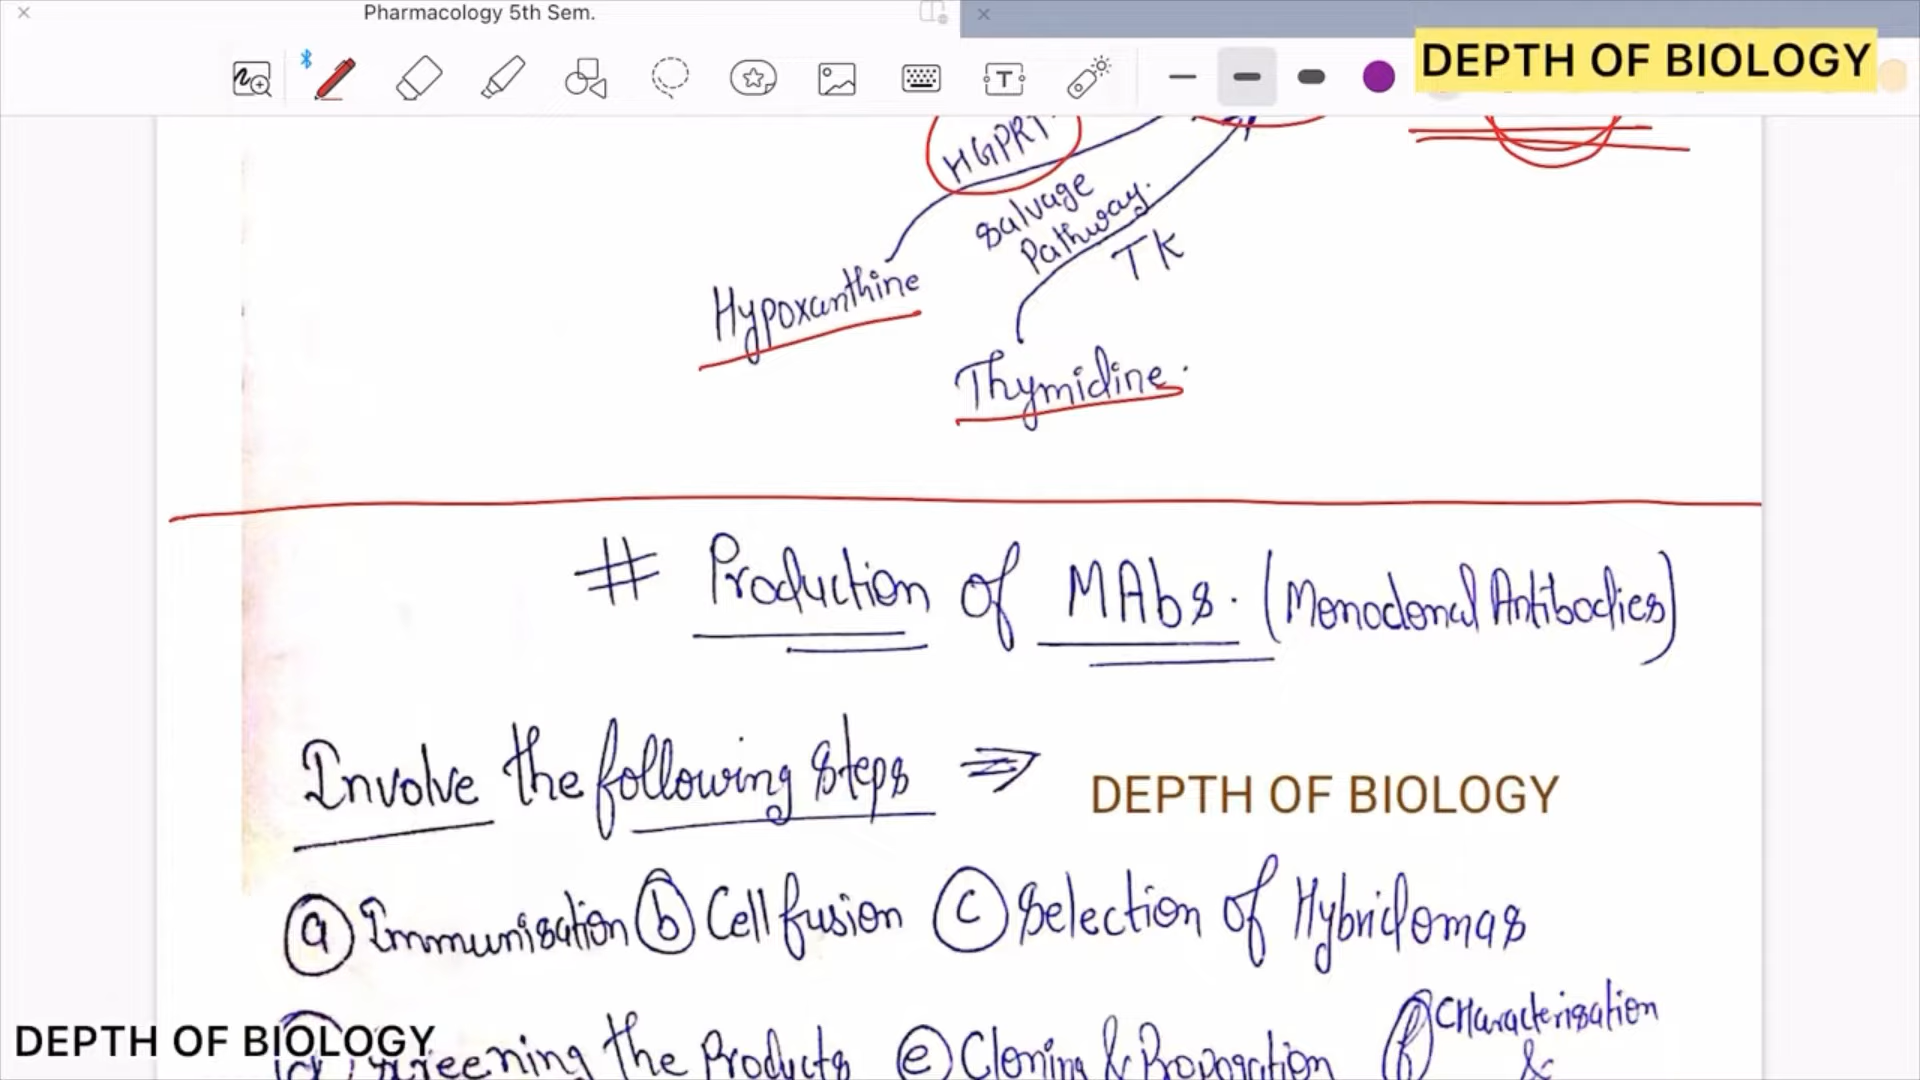 Pharmacology 5th Sem.
DEPTH OF BIOLOGY
T
HGPRT
Salvage
Pathway.
TK
Hypoxanthine
Thymidine.
# Production of MAbs. (Monoclonal Antibodies)
Involve the following Steps ⇒
DEPTH OF BIOLOGY
a Immunisation b Cell fusion c Selection of Hybridomas
d Screening the Products e Cloning & Propagation f Characterisation
&
DEPTH OF BIOLOGY